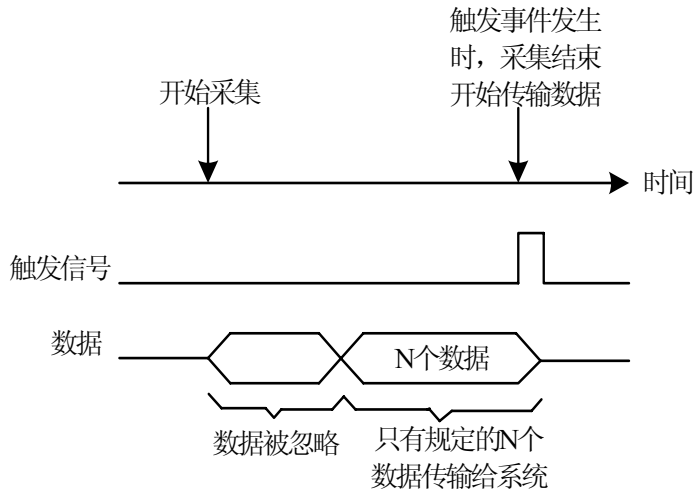 触发事件发生
时，采集结束
开始传输数据
开始采集
时间
触发信号
数据
N个数据
数据被忽略
只有规定的N个
数据传输给系统